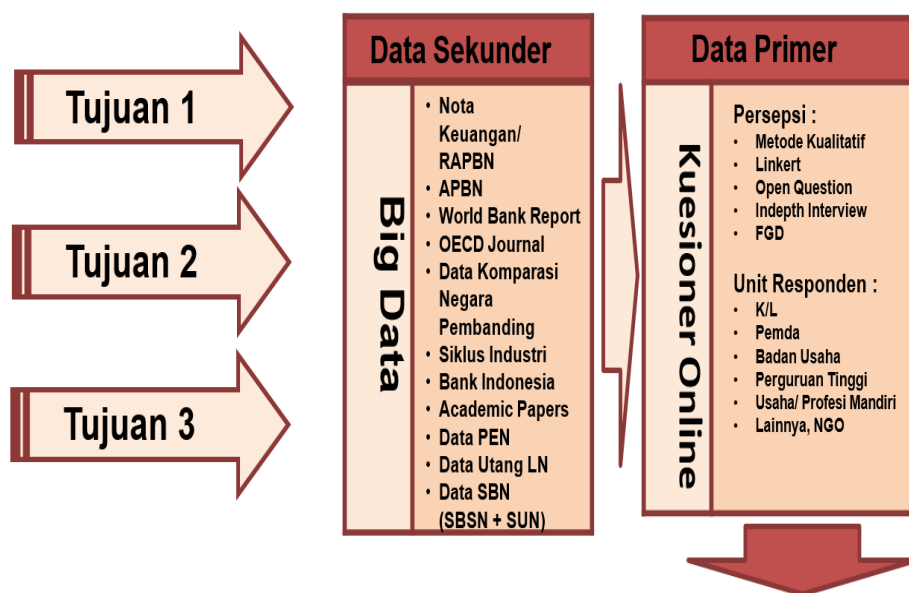 Tujuan 1
Tujuan 2
Tujuan 3
Data Sekunder
Big Data
• Nota
Keuangan/
RAPBN
• APBN
• World Bank Report
• OECD Journal
• Data Komparasi
Negara
Pembanding
• Siklus Industri
• Bank Indonesia
• Academic Papers
• Data PEN
• Data Utang LN
• Data SBN
(SBSN + SUN)
Data Primer
Kuesioner Online
Persepsi :
• Metode Kualitatif
• Linkert
• Open Question
• Indepth Interview
• FGD
Unit Responden :
• K/L
• Pemda
• Badan Usaha
• Perguruan Tinggi
• Usaha/ Profesi Mandiri
• Lainnya, NGO